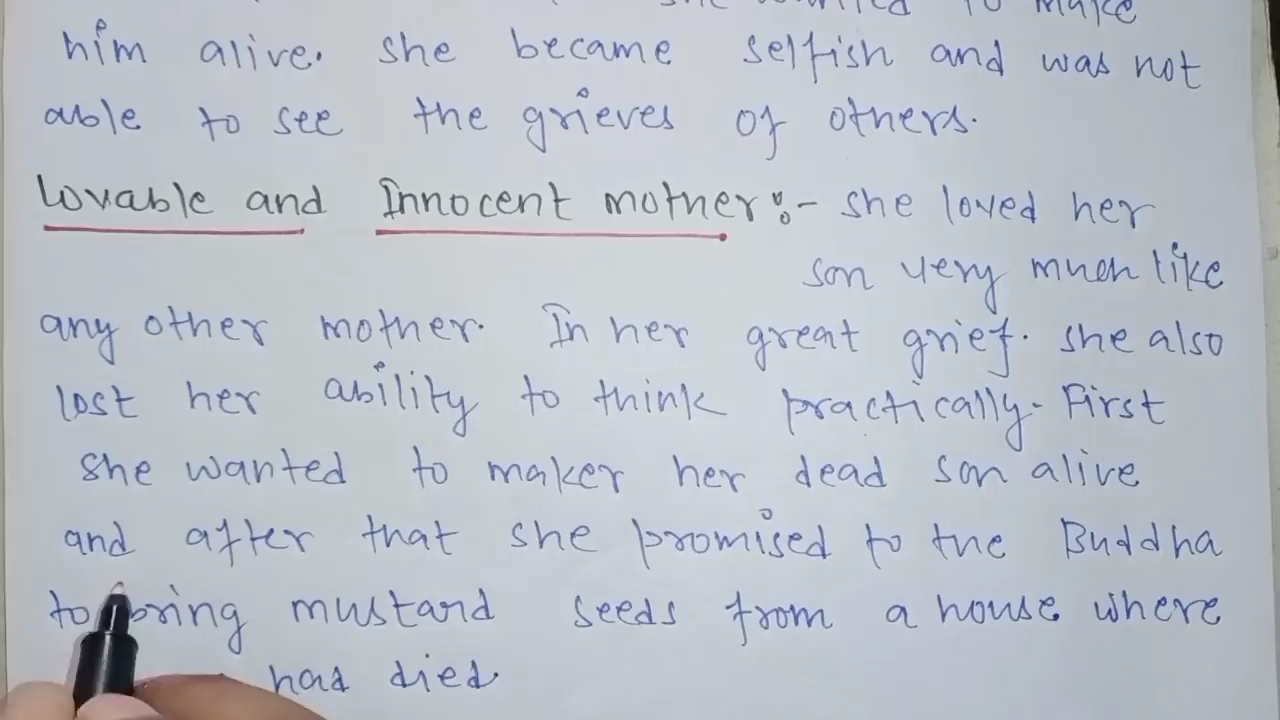 to make
him alive. she became selfish and was not
able to see the grieves of others.
Lovable and Innocent mother:- she loved her
son very much like
any other mother. In her great grief. she also
lost her ability to think practically. First
she wanted to maker her dead son alive
and after that she promised to the Buddha
to bring mustard seeds from a house where
had died